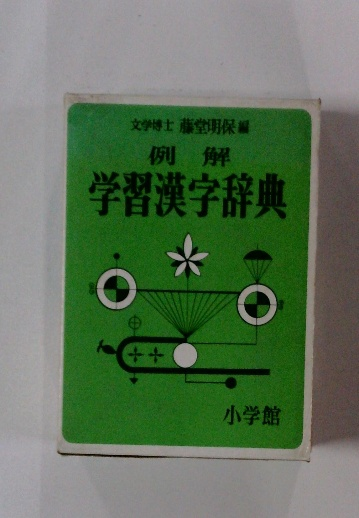 文学博士 藤堂明保 編
例解
学習漢字辞典
小学館